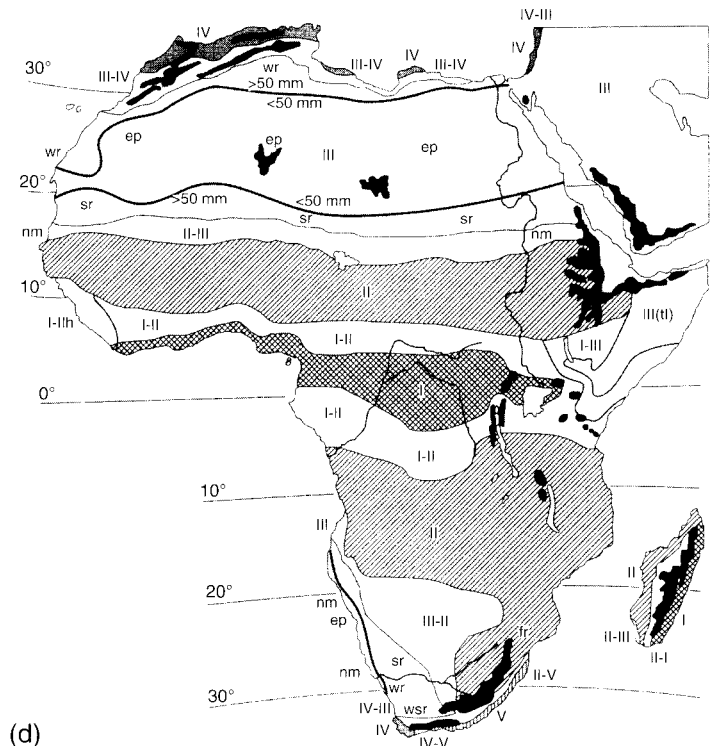 IV-III
IV
IV
III-IV
IV
IIi-IV
wr
30°
III-IV
>50 mm
<50 mm
III
ep
ep
III
ep
wr
20°
>50 mm
<50 mm
sr
sr
sr
nm
II-III
nm
II
10°
III(tl)
I-IIh
I-II
I-II
I-III
I
0°
I-II
I-II
10°
II
III
II
20°
nm
ep
III-II
I
fr
iI-III
sr
II-I
nm
Ii-V
wr
30°
IV-III
wsr
V
IV
IV-V
(d)